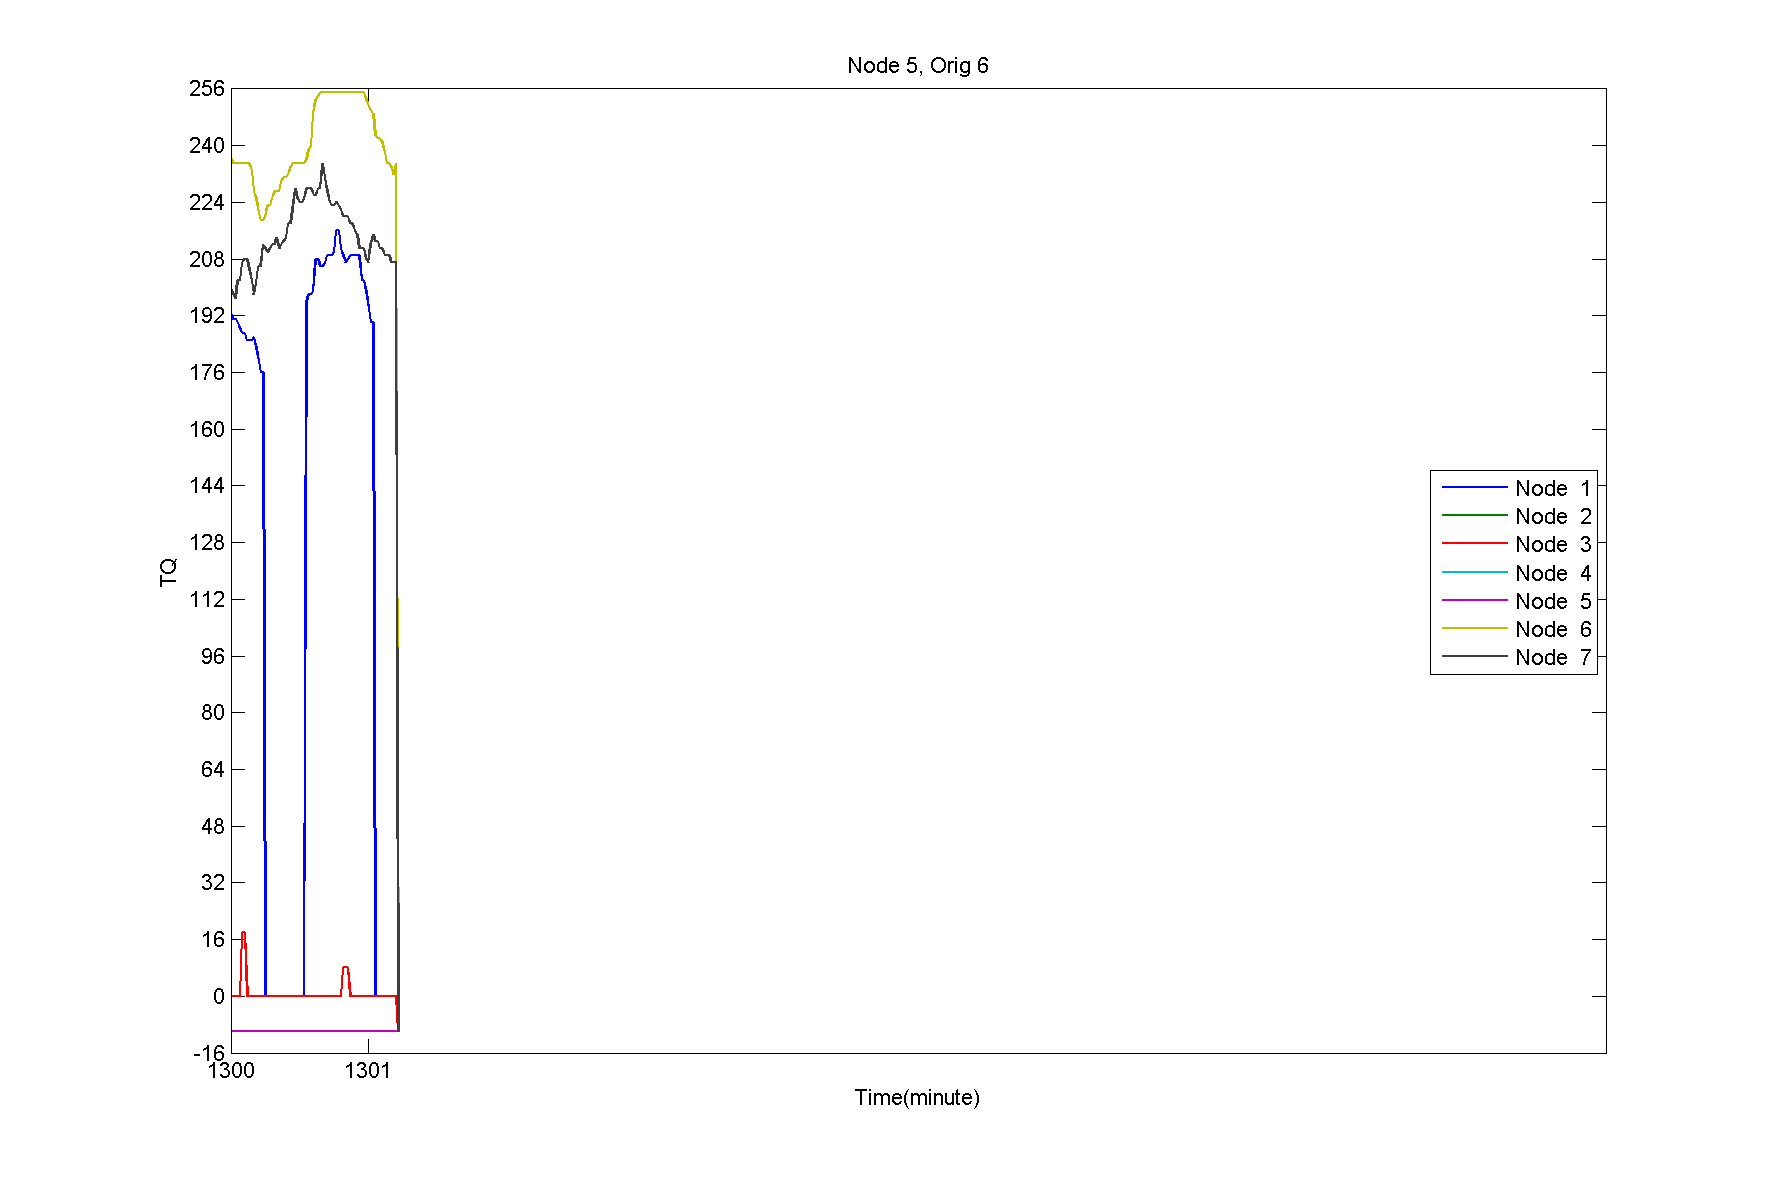 Node 5, Orig 6
256
240
224
208
192
176
160
144
128
112
96
80
64
48
32
16
0
-16
TQ
1300 1301
Time(minute)
Node 1
Node 2
Node 3
Node 4
Node 5
Node 6
Node 7